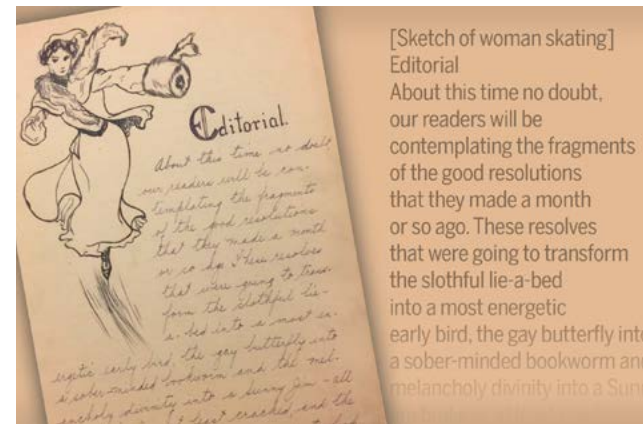 Editorial.
About this time no doubt
our readers will be con-
templating the fragments
of the good resolutions
that they made a month
or so ago. These resolves
that were going to trans-
form the slothful lie-
a-bed into a most en-
ergetic early bird, the gay butterfly into
a sober-minded bookworm and the mel-
ancholy divinity into a Sunny Jim - all
least cracked, and the
[Sketch of woman skating]
Editorial
About this time no doubt,
our readers will be
contemplating the fragments
of the good resolutions
that they made a month
or so ago. These resolves
that were going to transform
the slothful lie-a-bed
into a most energetic
early bird, the gay butterfly into
a sober-minded bookworm and
melancholy divinity into a Sun